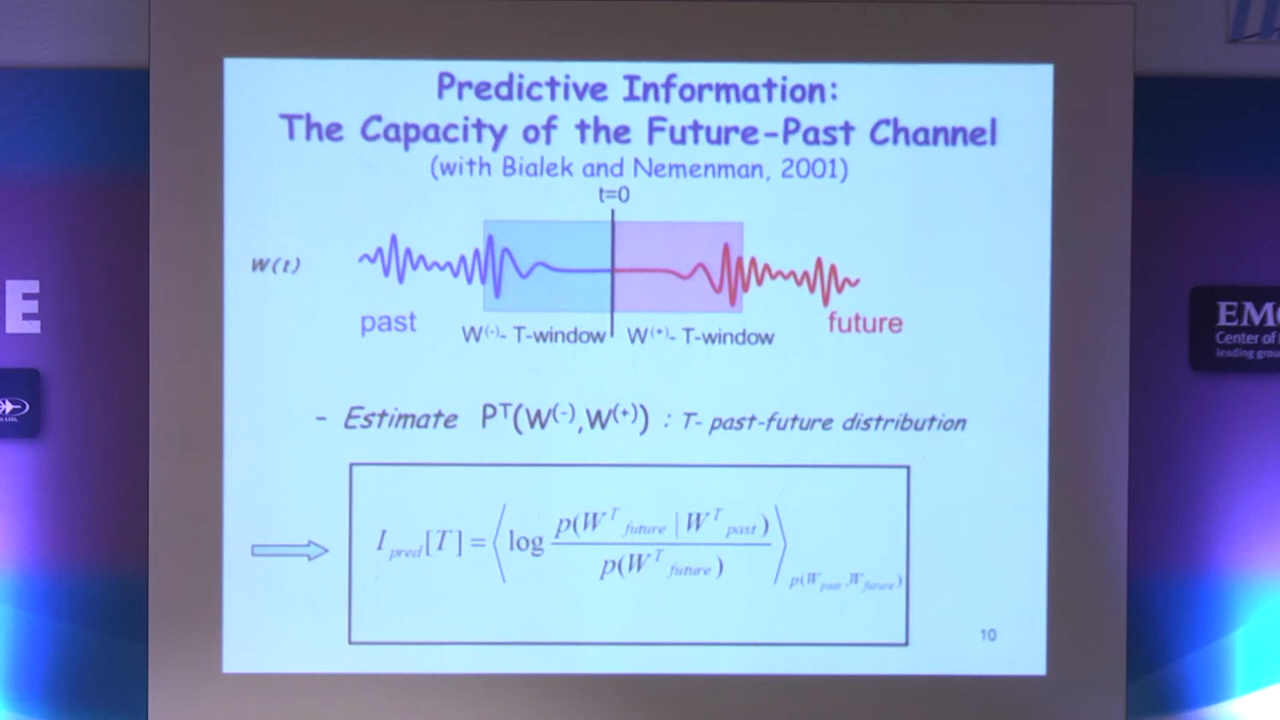 Predictive Information:
The Capacity of the Future-Past Channel
(with Bialek and Nemenman, 2001)
t=0
W(t)
past
W(-)- T-window
W(+)- T-window
future
- Estimate P^T(W(-),W(+)) : T- past-future distribution
I_pred[T] = ⟨ log p(W^T_future | W^T_past) / p(W^T_future) ⟩_p(W_past,W_future)
10
E
EM
Center of
leading grou